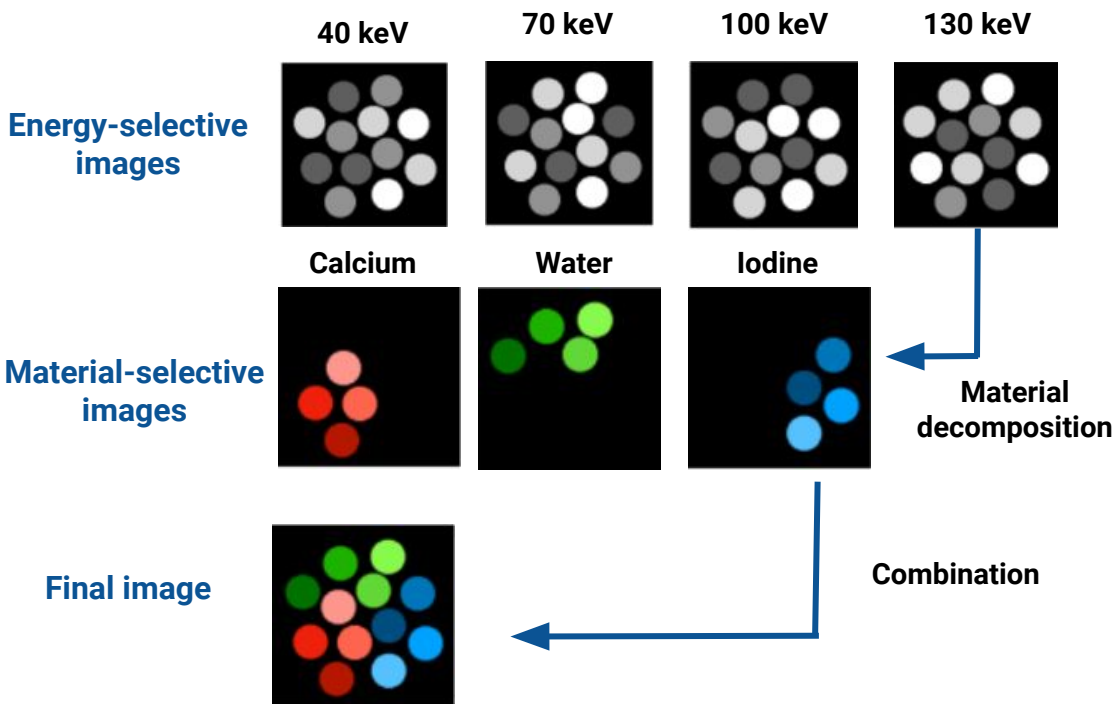 40 keV
70 keV
100 keV
130 keV
Energy-selective
images
Calcium
Water
Iodine
Material-selective
images
Material
decomposition
Final image
Combination